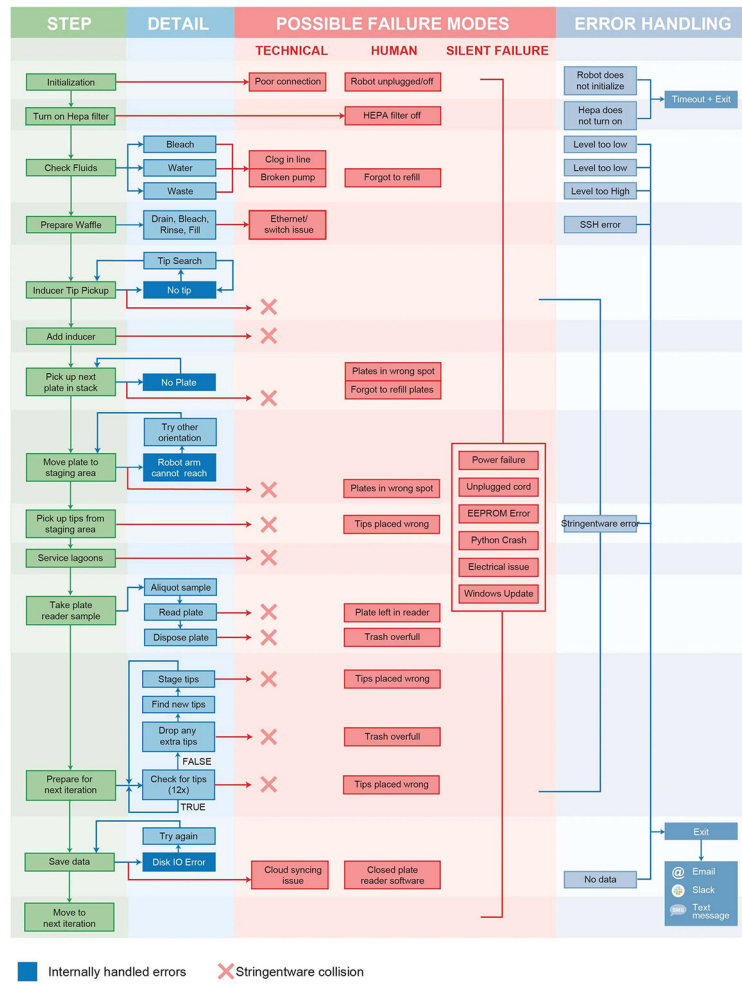 STEP
DETAIL
POSSIBLE FAILURE MODES
ERROR HANDLING
TECHNICAL
HUMAN
SILENT FAILURE
Initialization
Poor connection
Robot unplugged/off
Robot does
not initialize
Timeout + Exit
Turn on Hepa filter
HEPA filter off
Hepa does
not turn on
Check Fluids
Bleach
Water
Waste
Clog in line
Broken pump
Forgot to refill
Level too low
Level too low
Level too High
Prepare Waffle
Drain, Bleach,
Rinse, Fill
Ethernet/
switch issue
SSH error
Tip Search
Inducer Tip Pickup
No tip
Add inducer
Pick up next
plate in stack
No Plate
Plates in wrong spot
Forgot to refill plates
Try other
orientation
Move plate to
staging area
Robot arm
cannot reach
Plates in wrong spot
Power failure
Unplugged cord
EEPROM Error
Python Crash
Electrical issue
Windows Update
Pick up tips from
staging area
Tips placed wrong
Stringentware error
Service lagoons
Take plate
reader sample
Aliquot sample
Read plate
Dispose plate
Plate left in reader
Trash overfull
Stage tips
Tips placed wrong
Find new tips
Drop any
extra tips
Trash overfull
FALSE
Prepare for
next iteration
Check for tips
(12x)
Tips placed wrong
TRUE
Try again
Save data
Disk IO Error
Cloud syncing
issue
Closed plate
reader software
No data
Exit
@ Email
Slack
SMS Text
message
Move to
next iteration
Internally handled errors
Stringentware collision